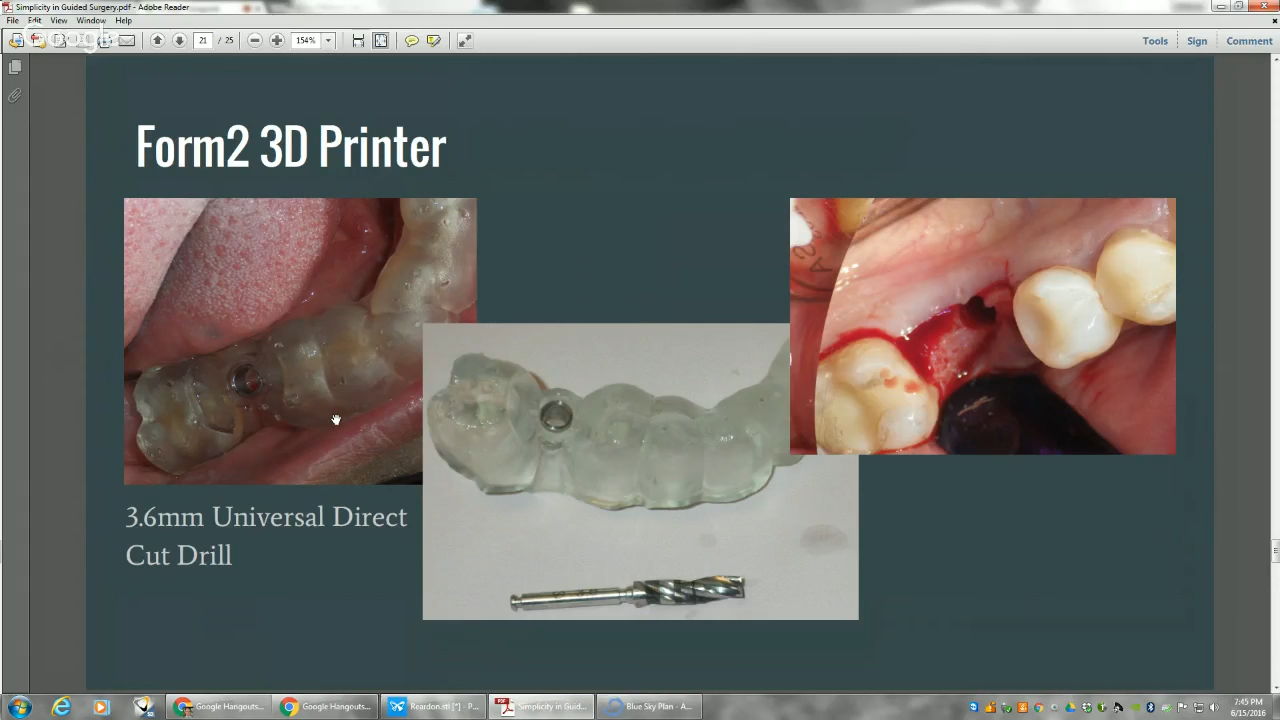 Simplicity in Guided Surgery.pdf - Adobe Reader
File Edit View Window Help
21 / 25
154%
Tools Sign Comment
Form2 3D Printer
3.6mm Universal Direct
Cut Drill
Google Hangouts...
Google Hangouts...
Reardon.stl [*] - P...
Simplicity in Guid...
Blue Sky Plan - A...
7:45 PM
6/15/2016